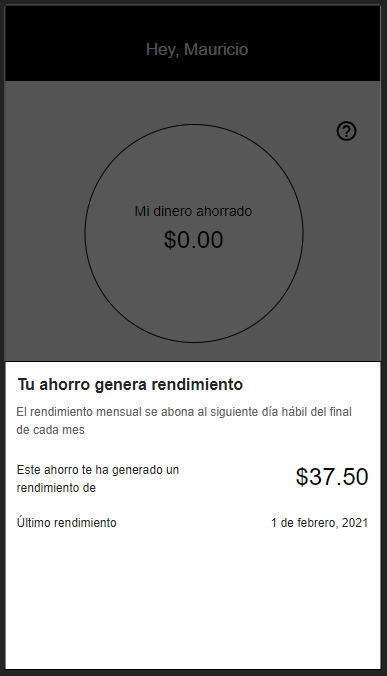 Hey, Mauricio
Mi dinero ahorrado
$0.00
Tu ahorro genera rendimiento
El rendimiento mensual se abona al siguiente día hábil del final
de cada mes
Este ahorro te ha generado un
rendimiento de
$37.50
Último rendimiento
1 de febrero, 2021